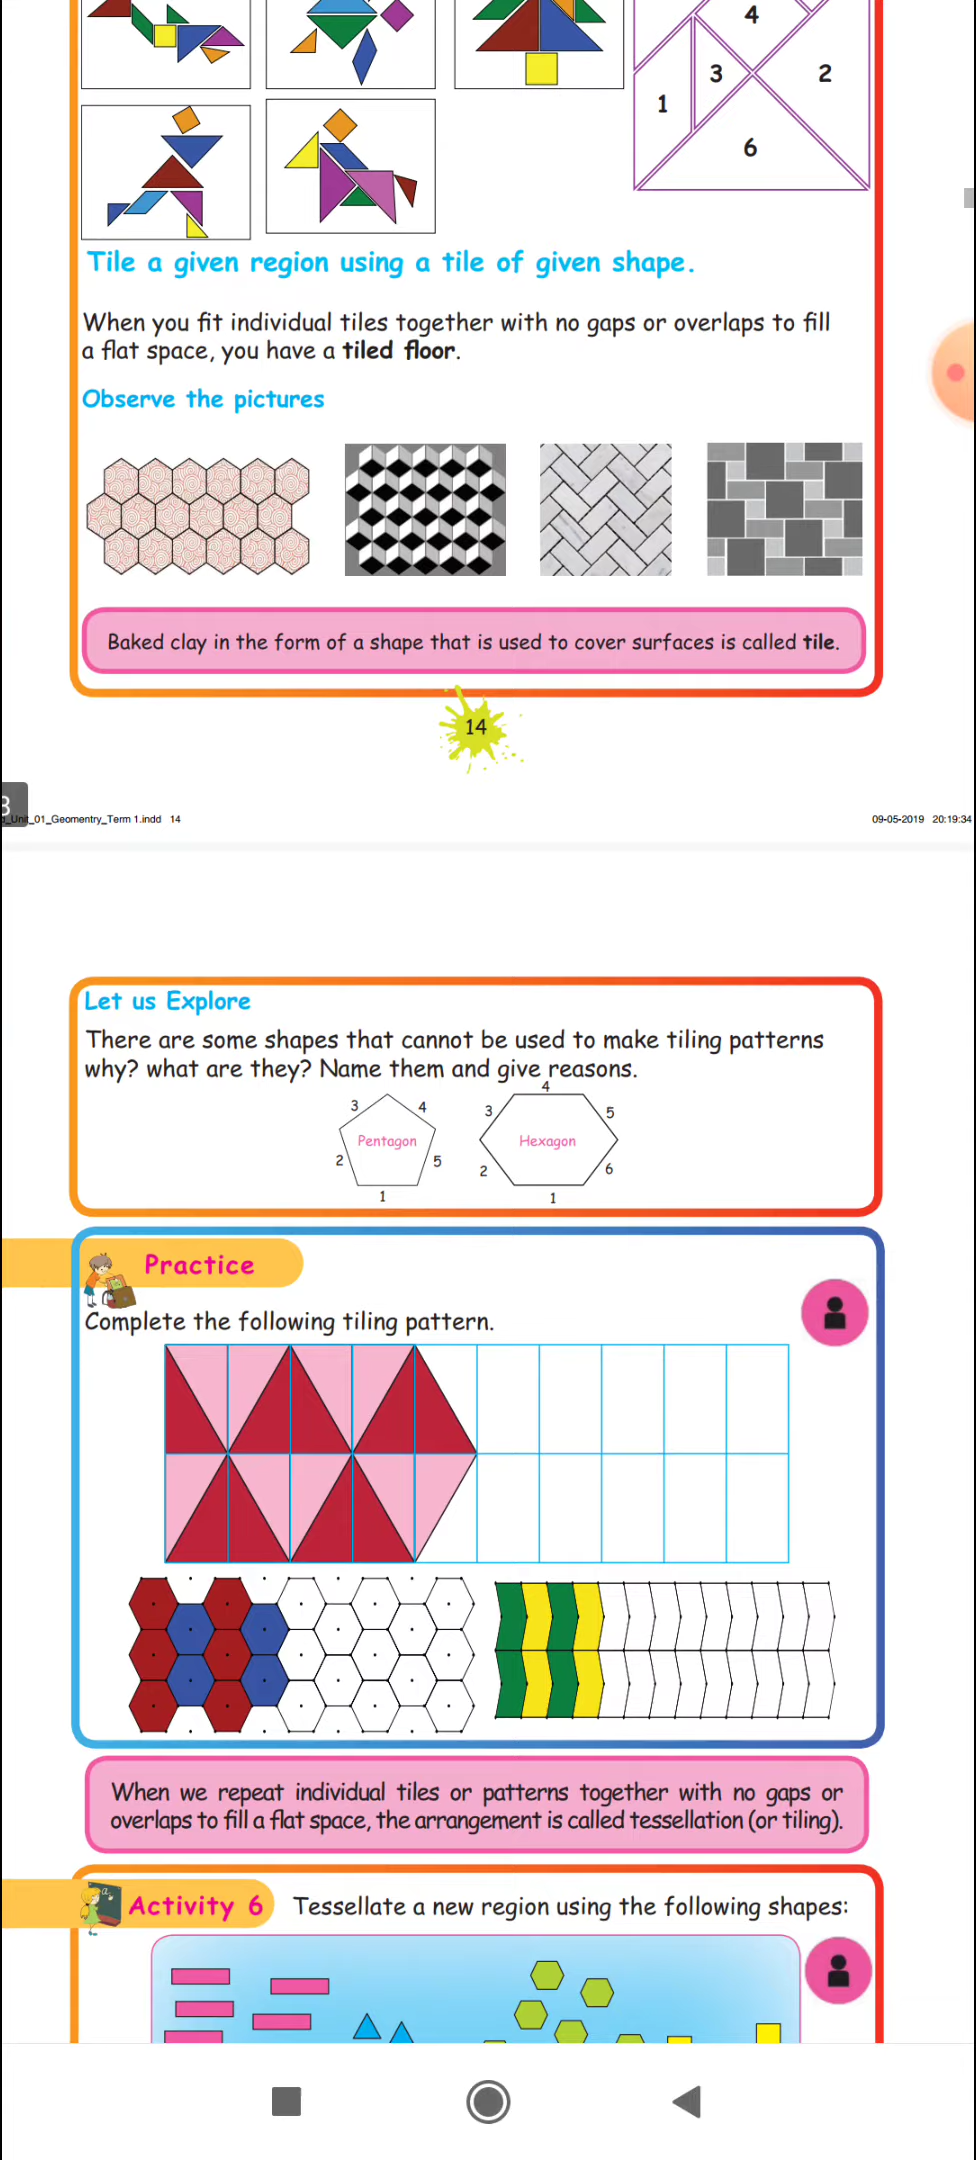 4
3
2
1
6
Tile a given region using a tile of given shape.
When you fit individual tiles together with no gaps or overlaps to fill
a flat space, you have a tiled floor.
Observe the pictures
Baked clay in the form of a shape that is used to cover surfaces is called tile.
14
3
_Unit_01_Geomentry_Term 1.indd 14
09-05-2019 20:19:34
Let us Explore
There are some shapes that cannot be used to make tiling patterns
why? what are they? Name them and give reasons.
3
4
Pentagon
2
5
1
4
3
5
Hexagon
2
6
1
Practice
Complete the following tiling pattern.
When we repeat individual tiles or patterns together with no gaps or
overlaps to fill a flat space, the arrangement is called tessellation (or tiling).
Activity 6
Tessellate a new region using the following shapes: